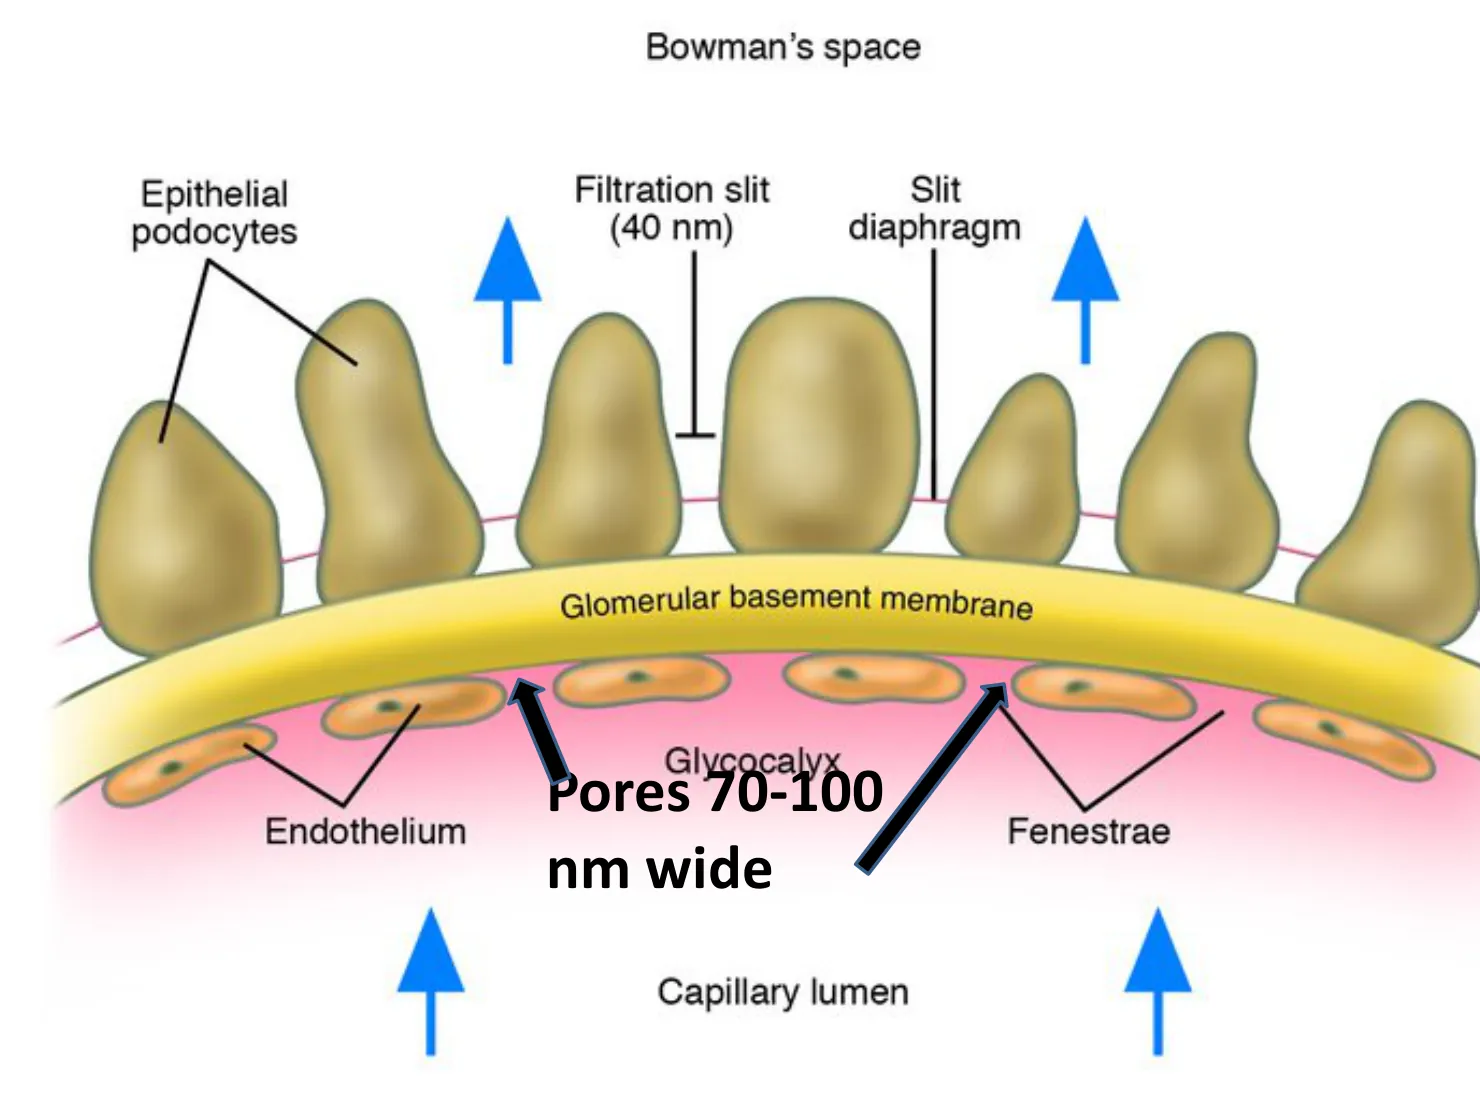 Bowman's space
Epithelial
podocytes
Filtration slit
(40 nm)
Slit
diaphragm
Glomerular basement membrane
Glycocalyx
Pores 70-100
nm wide
Endothelium
Fenestrae
Capillary lumen